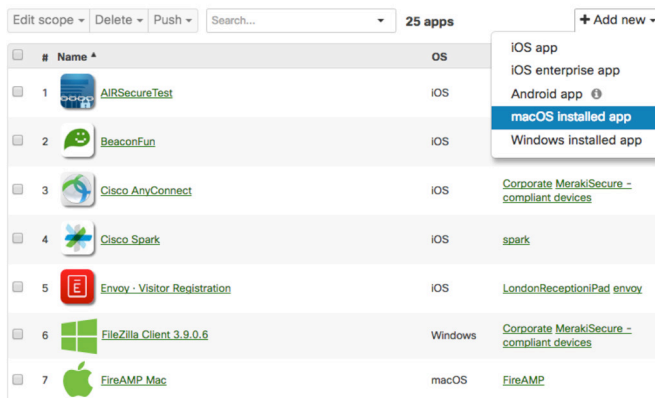 Edit scope Delete Push Search... 25 apps + Add new
# Name OS
iOS app
iOS enterprise app
Android app
macOS installed app
Windows installed app
1 AIRSecureTest iOS
2 BeaconFun iOS
3 Cisco AnyConnect iOS Corporate MerakiSecure -
compliant devices
4 Cisco Spark iOS spark
5 Envoy · Visitor Registration iOS LondonReceptioniPad envoy
6 FileZilla Client 3.9.0.6 Windows Corporate MerakiSecure -
compliant devices
7 FireAMP Mac macOS FireAMP